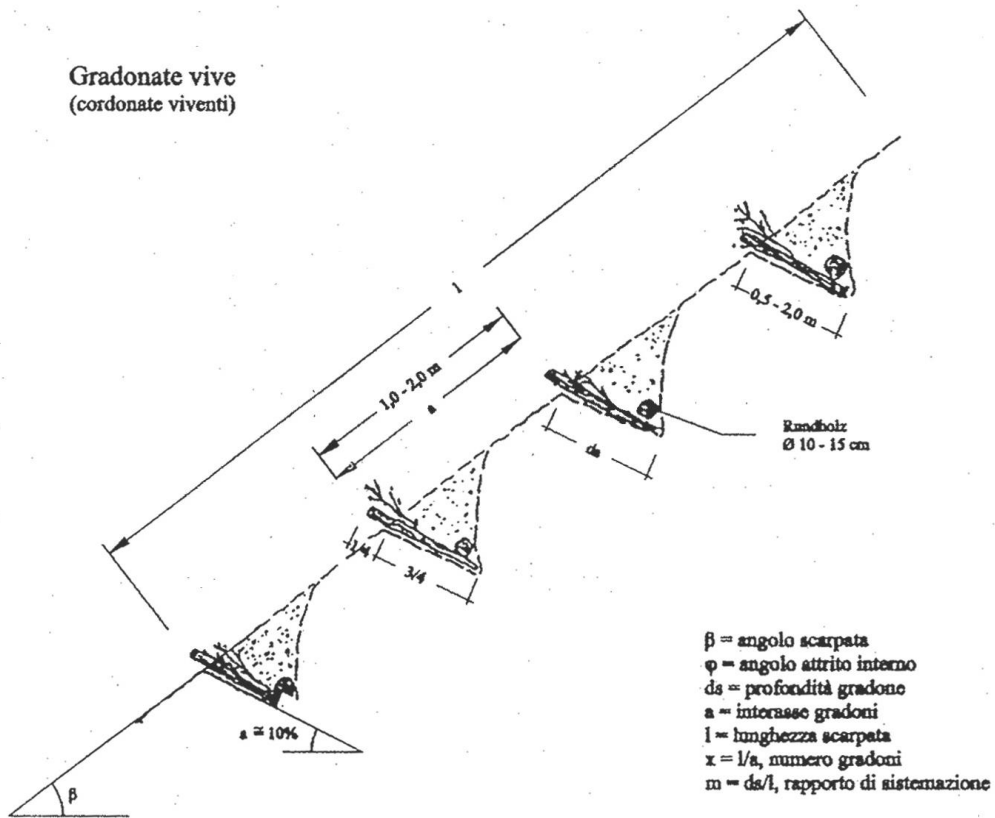 Gradonate vive
(cordonate viventi)
l
1,0 - 2,0 m
a
0,5 - 2,0 m
Rundholz
Ø 10 - 15 cm
ds
1/4
3/4
a ≅ 10%
β
β = angolo scarpata
φ = angolo attrito interno
ds = profondità gradone
a = interasse gradoni
l = lunghezza scarpata
x = l/a, numero gradoni
m = ds/l, rapporto di sistemazione